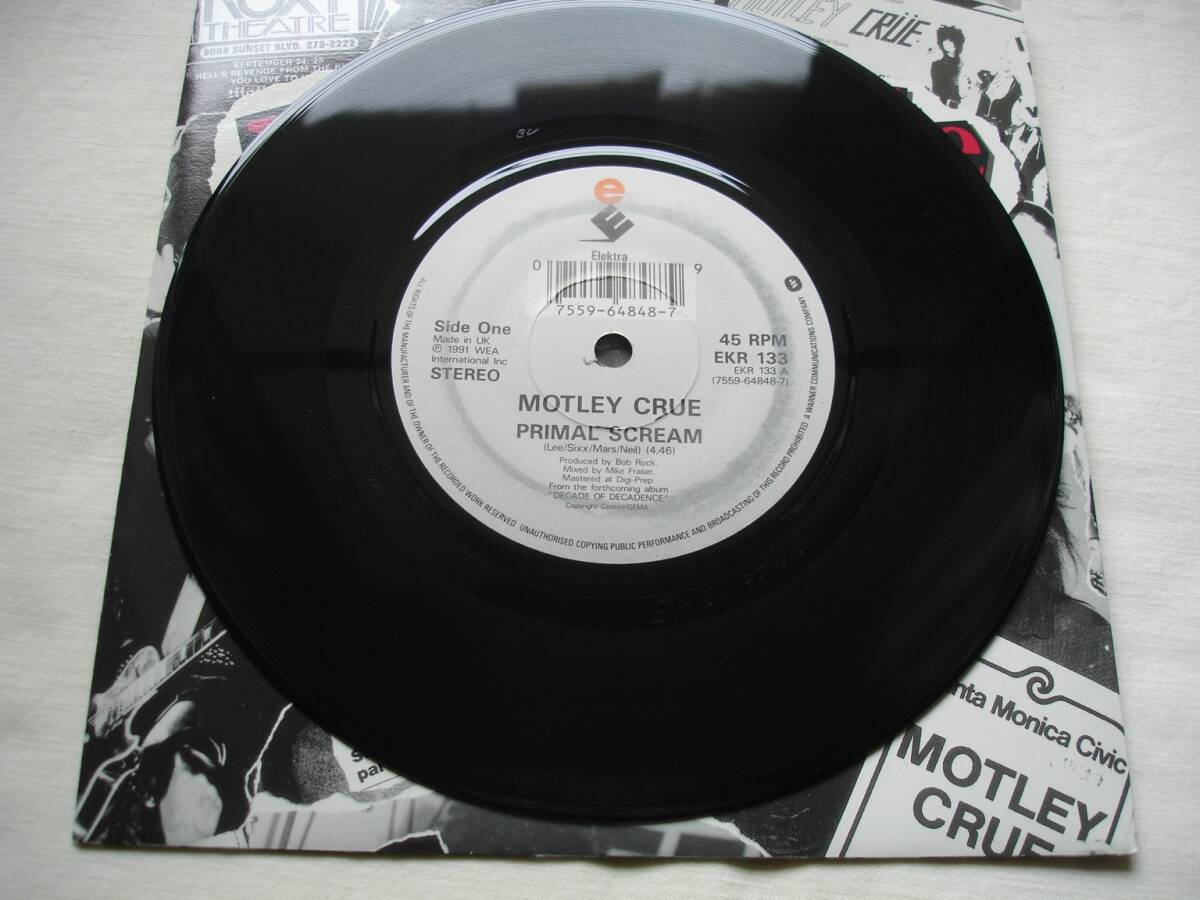 ROXY
THEATRE
9009 SUNSET BLVD. 278-2222
SEPTEMBER 24, 25
HELL'S REVENGE FROM THE
YOU LOVE TO
MOTLEY CRÜE
e
E
Elektra
0 9
7559-64848-7
Side One
Made in UK
℗ 1991 WEA
International Inc
STEREO
45 RPM
EKR 133
EKR 133 A
(7559-64848-7)
MOTLEY CRUE
PRIMAL SCREAM
(Lee/Sixx/Mars/Neil) (4.46)
Produced by Bob Rock.
Mixed by Mike Fraser.
Mastered at Digi-Prep.
From the forthcoming album
"DECADE OF DECADENCE"
Copyright Control/GEMA.
ALL RIGHTS OF THE MANUFACTURER AND OF THE OWNER OF THE RECORDED WORK RESERVED UNAUTHORISED COPYING PUBLIC PERFORMANCE AND BROADCASTING OF THIS RECORD PROHIBITED A WARNER COMMUNICATIONS COMPANY
nta Monica Civic
MOTLEY
CRUE